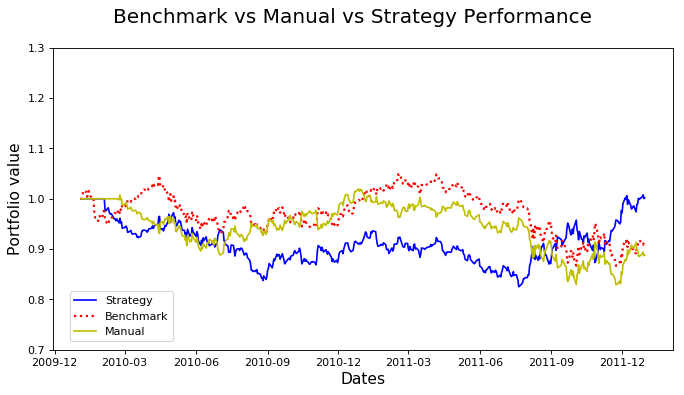 Benchmark vs Manual vs Strategy Performance
1.3
1.2
1.1
1.0
0.9
0.8
0.7
Portfolio value
Strategy
Benchmark
Manual
2009-12 2010-03 2010-06 2010-09 2010-12 2011-03 2011-06 2011-09 2011-12
Dates